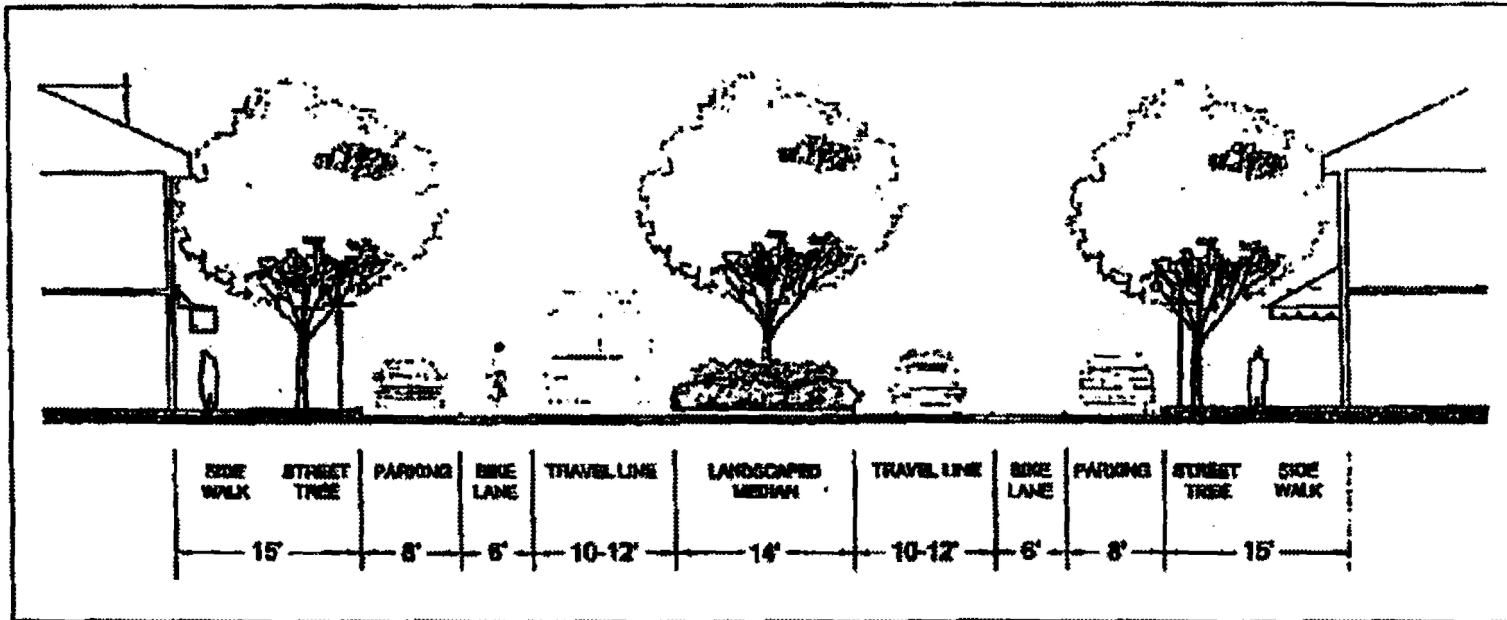 SIDE WALK STREET TREE PARKING BIKE LANE TRAVEL LINE LANDSCAPED MEDIAN TRAVEL LINE BIKE LANE PARKING STREET TREE SIDE WALK
15' 8' 6' 10-12' 14' 10-12' 6' 8' 15'